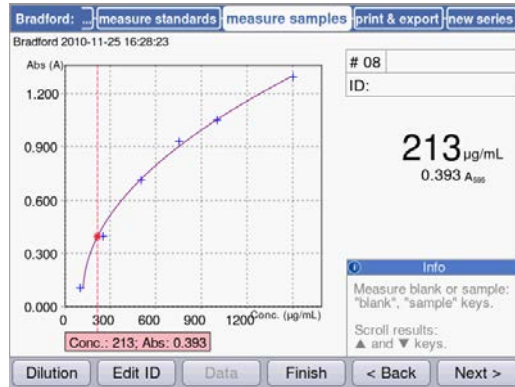 Bradford: ... measure standards measure samples print & export new series
Bradford 2010-11-25 16:28:23
Abs (A)
1.200
0.900
0.600
0.300
0.000
0 300 600 900 1200 Conc. (µg/mL)
Conc.: 213; Abs: 0.393
# 08
ID:
213 µg/mL
0.393 A595
Info
Measure blank or sample:
"blank", "sample" keys.
Scroll results:
▲ and ▼ keys.
Dilution Edit ID Data Finish < Back Next >